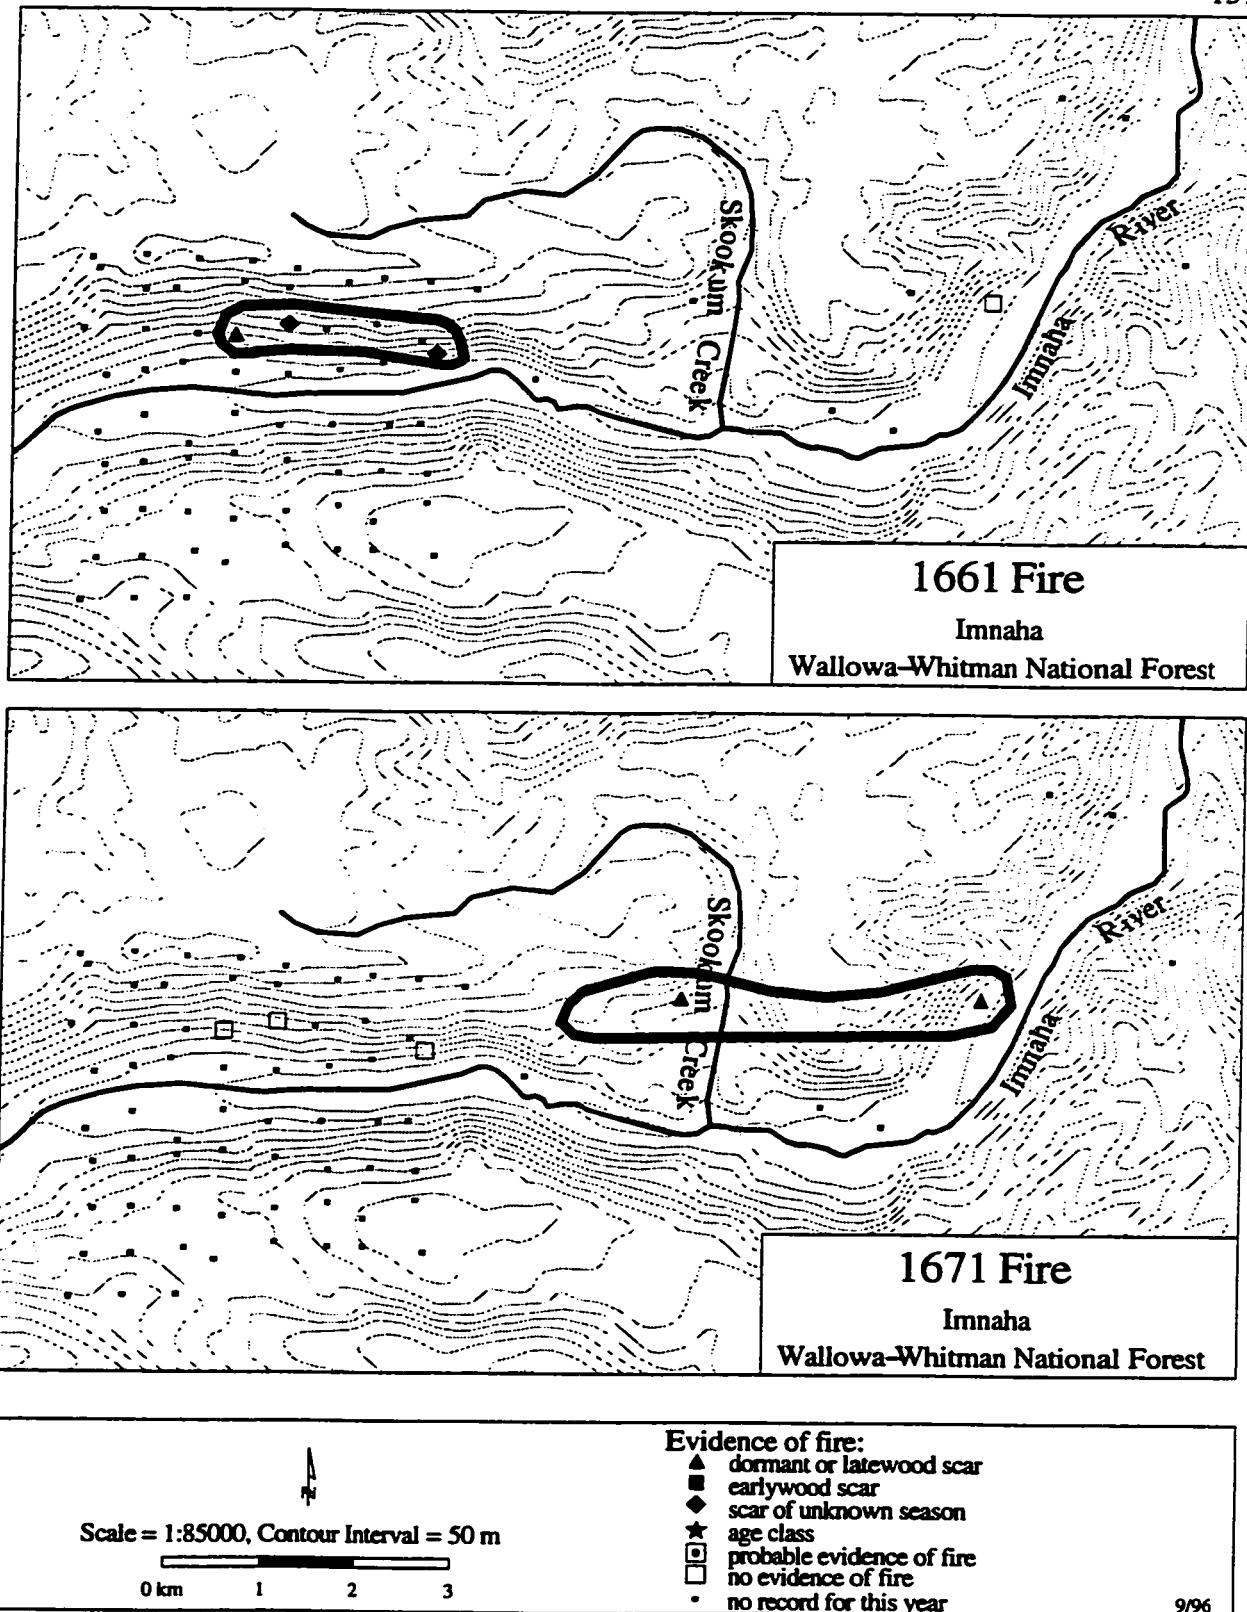 Skookum Creek
River
Imnaha
1661 Fire
Imnaha
Wallowa-Whitman National Forest
Skookum Creek
River
Imnaha
1671 Fire
Imnaha
Wallowa-Whitman National Forest
Scale = 1:85000, Contour Interval = 50 m
0 km 1 2 3
Evidence of fire:
dormant or latewood scar
earlywood scar
scar of unknown season
age class
probable evidence of fire
no evidence of fire
no record for this year
9/96